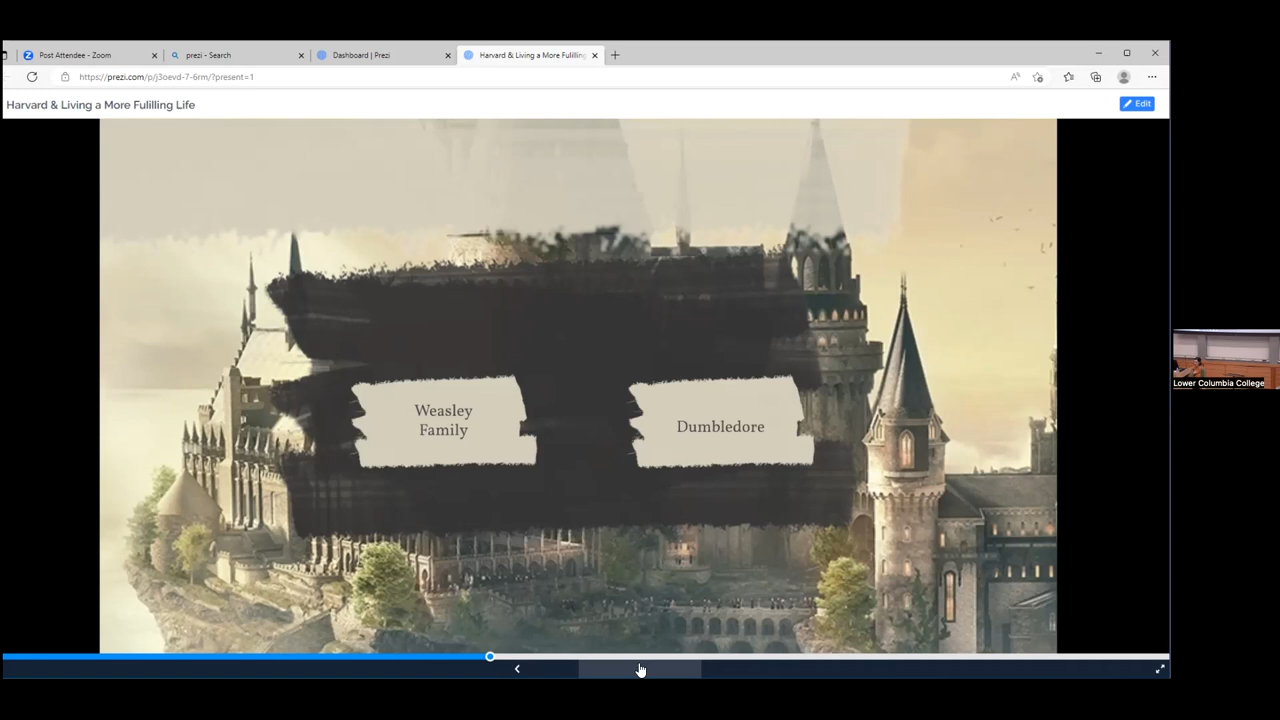 Post Attendee - Zoom
prezi - Search
Dashboard | Prezi
Harvard & Living a More Fulilling
https://prezi.com/p/j3oevd-7-6rm/?present=1
Harvard & Living a More Fulilling Life
Edit
Weasley
Family
Dumbledore
Lower Columbia College